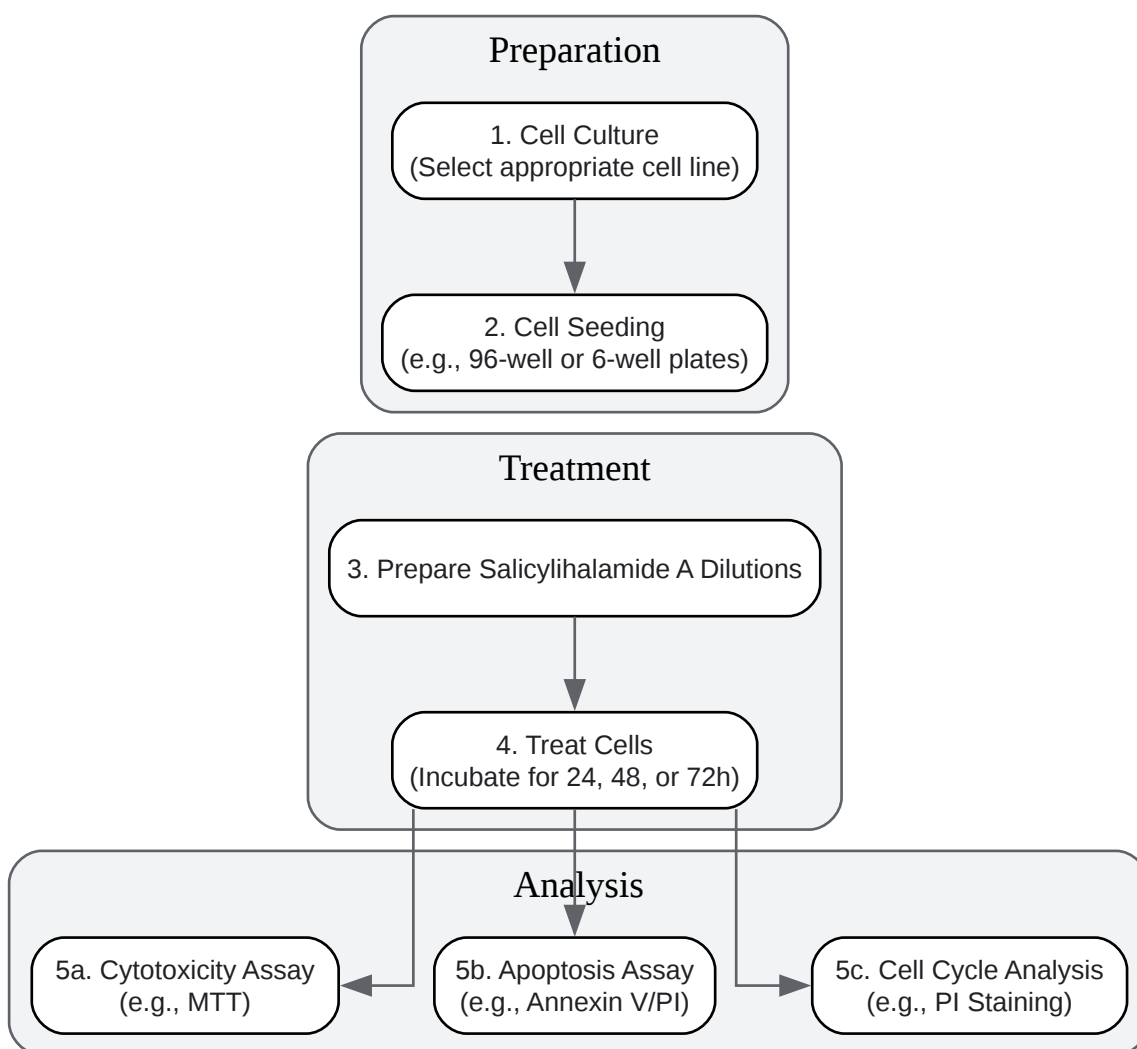 Preparation
1. Cell Culture
(Select appropriate cell line)
2. Cell Seeding
(e.g., 96-well or 6-well plates)
Treatment
3. Prepare Salicylihalamide A Dilutions
4. Treat Cells
(Incubate for 24, 48, or 72h)
Analysis
5a. Cytotoxicity Assay
(e.g., MTT)
5b. Apoptosis Assay
(e.g., Annexin V/PI)
5c. Cell Cycle Analysis
(e.g., PI Staining)